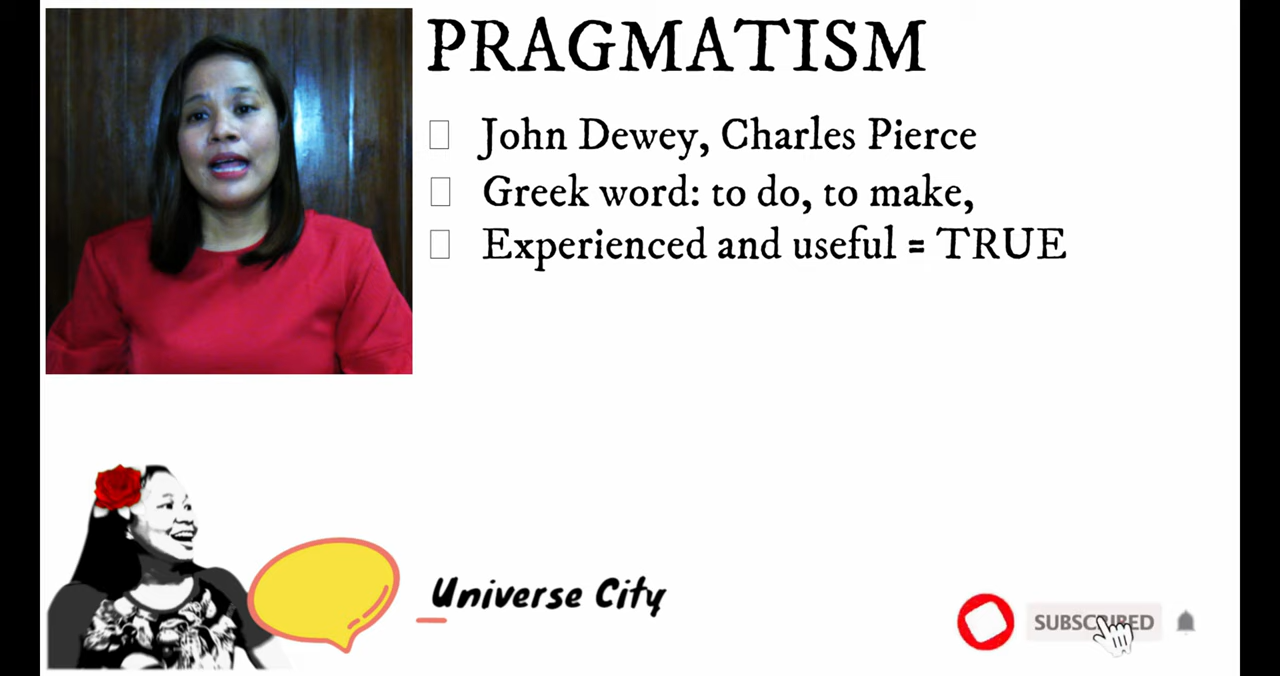 PRAGMATISM
John Dewey, Charles Pierce
Greek word: to do, to make,
Experienced and useful = TRUE
Universe City
SUBSCRIBED